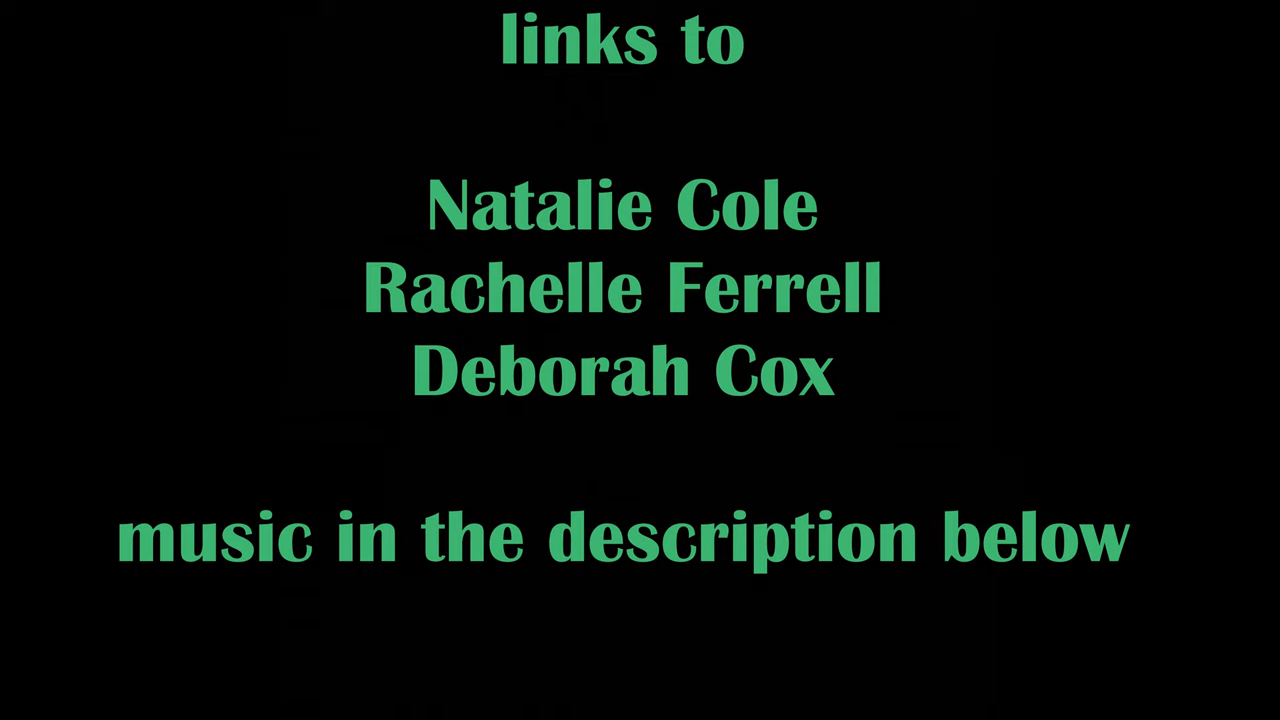 links to
Natalie Cole
Rachelle Ferrell
Deborah Cox
music in the description below